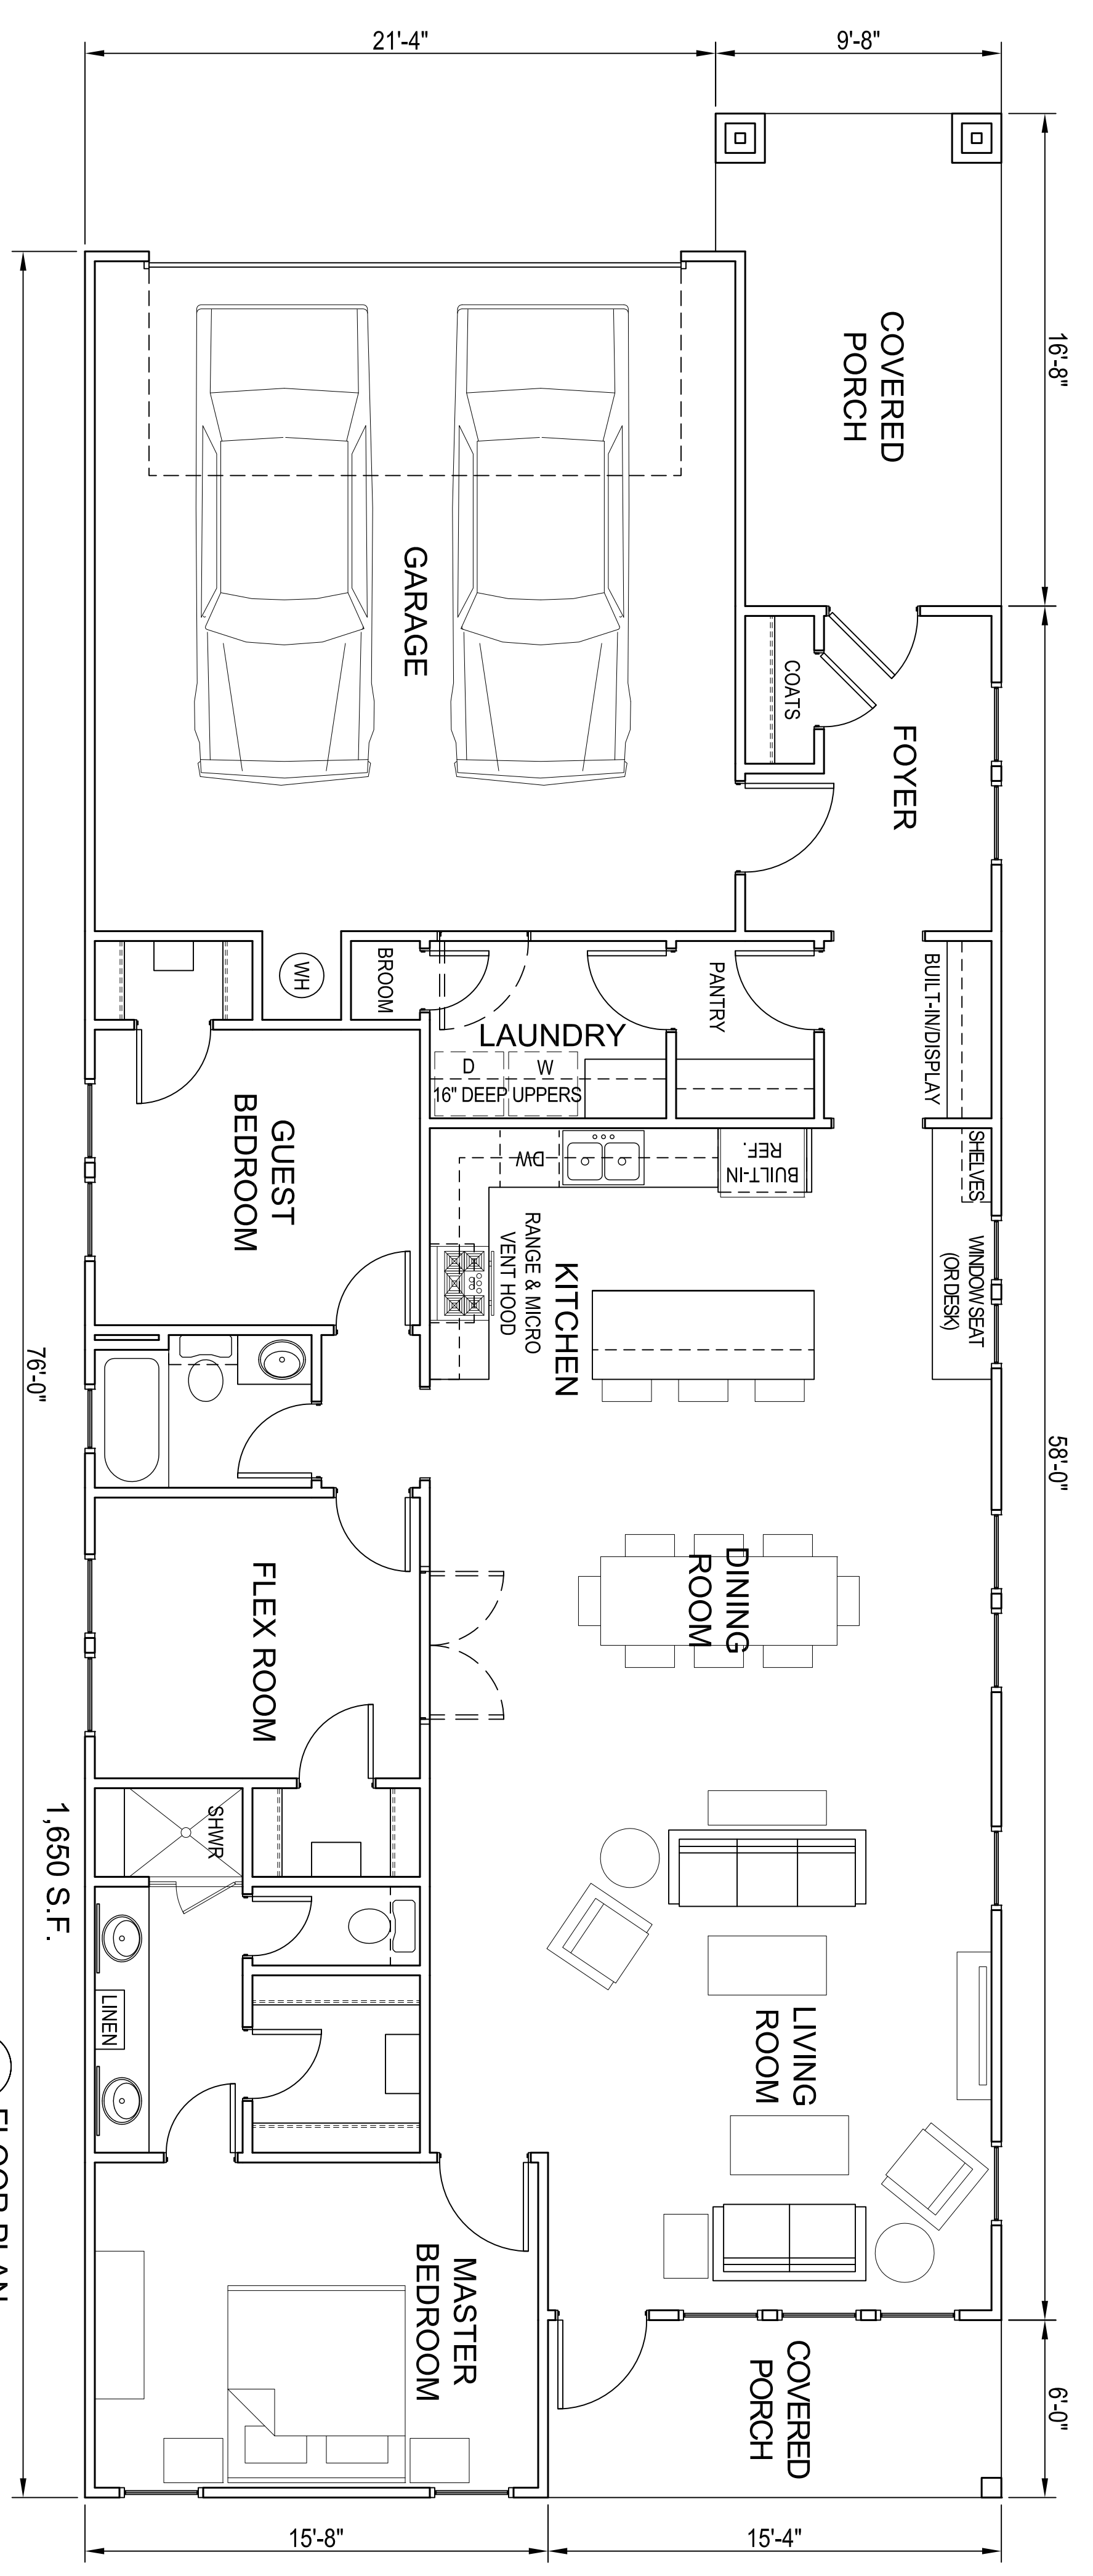 21'-4"
9'-8"
16'-8"
COVERED
PORCH
GARAGE
COATS
FOYER
58'-0"
76'-0"
WH
BROOM
LAUNDRY
PANTRY
BUILT-IN/DISPLAY
D
W
16" DEEP UPPERS
GUEST
BEDROOM
DW
BUILT-IN
REF.
SHELVES
WINDOW SEAT
(OR DESK)
RANGE & MICRO
VENT HOOD
KITCHEN
DINING
ROOM
FLEX ROOM
SHWR
1,650 S.F.
LINEN
LIVING
ROOM
MASTER
BEDROOM
COVERED
PORCH
6'-0"
15'-8"
15'-4"
FLOOR PLAN